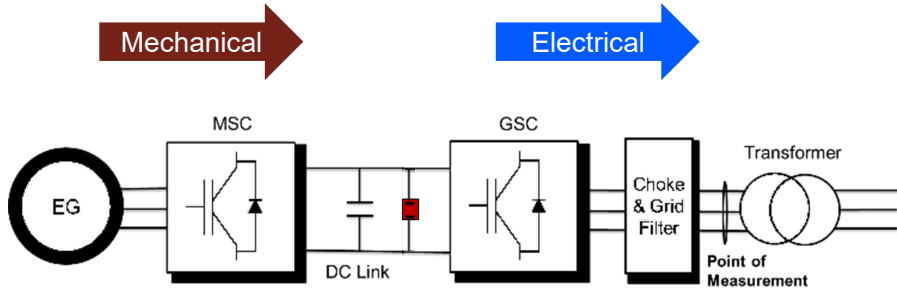 Mechanical
Electrical
MSC
GSC
Transformer
EG
Choke
& Grid
Filter
DC Link
Point of
Measurement